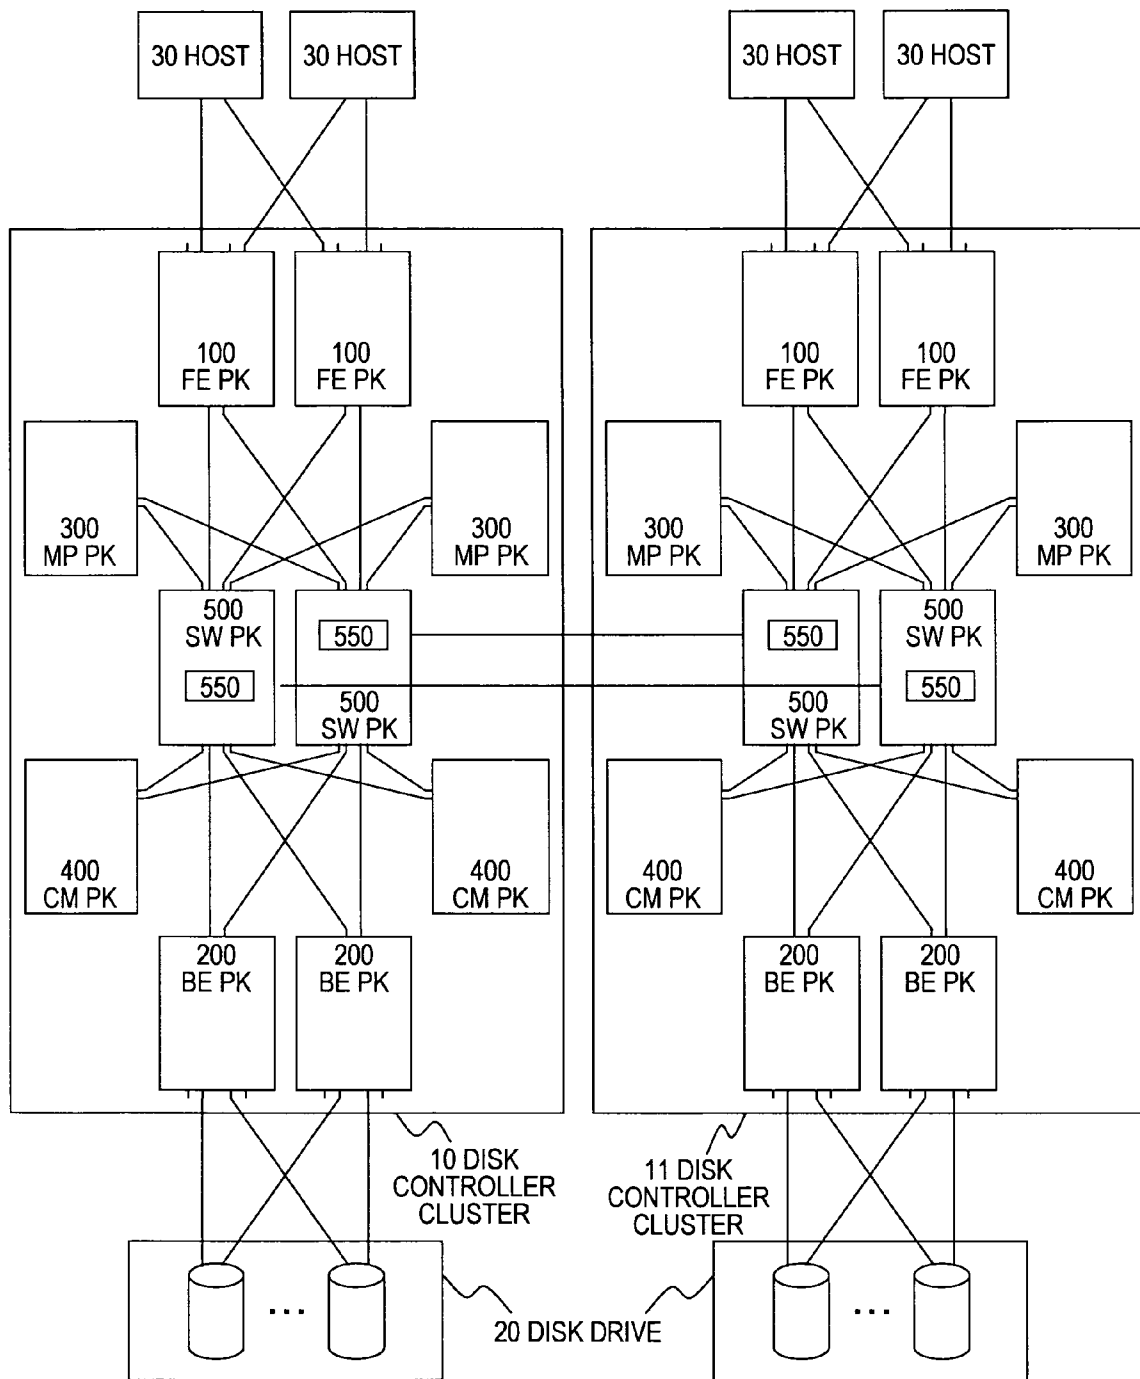 30 HOST
30 HOST
30 HOST
30 HOST
100
FE PK
100
FE PK
100
FE PK
100
FE PK
300
MP PK
300
MP PK
300
MP PK
300
MP PK
500
SW PK
550
550
500
SW PK
550
500
SW PK
500
SW PK
550
400
CM PK
400
CM PK
400
CM PK
400
CM PK
200
BE PK
200
BE PK
200
BE PK
200
BE PK
10 DISK
CONTROLLER
CLUSTER
11 DISK
CONTROLLER
CLUSTER
...
...
20 DISK DRIVE